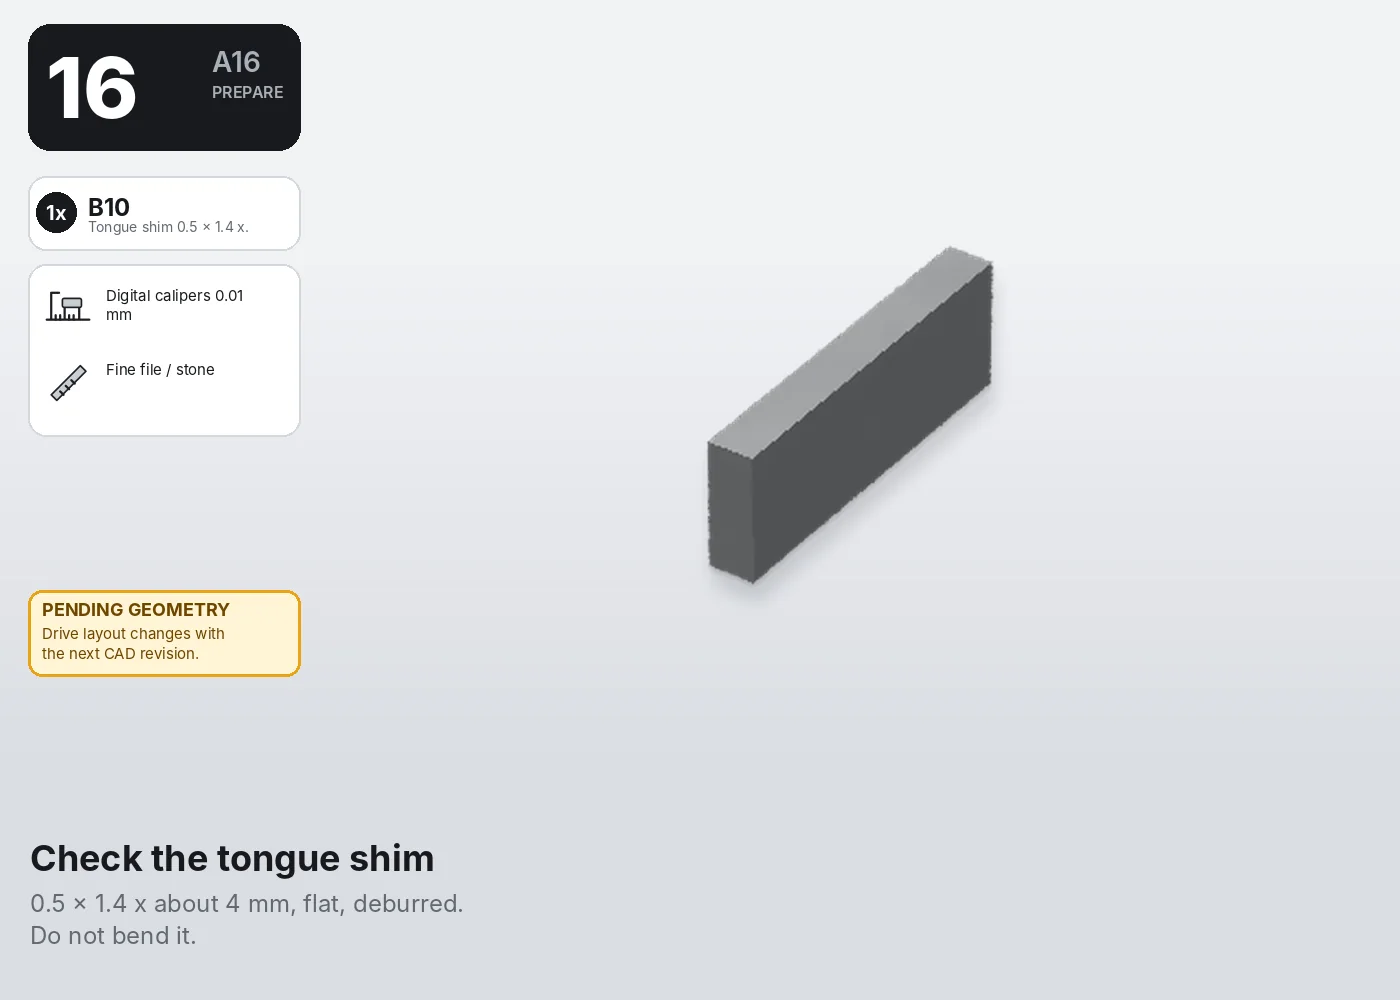 16
A16
PREPARE
1x
B10
Tongue shim 0.5 × 1.4 x.
Digital calipers 0.01
mm
Fine file / stone
PENDING GEOMETRY
Drive layout changes with
the next CAD revision.
Check the tongue shim
0.5 × 1.4 x about 4 mm, flat, deburred.
Do not bend it.